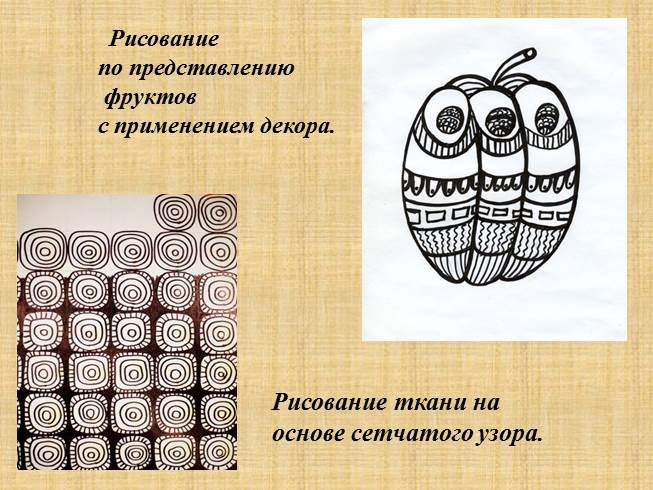 Рисование
по представлению
фруктов
с применением декора.
Рисование ткани на
основе сетчатого узора.